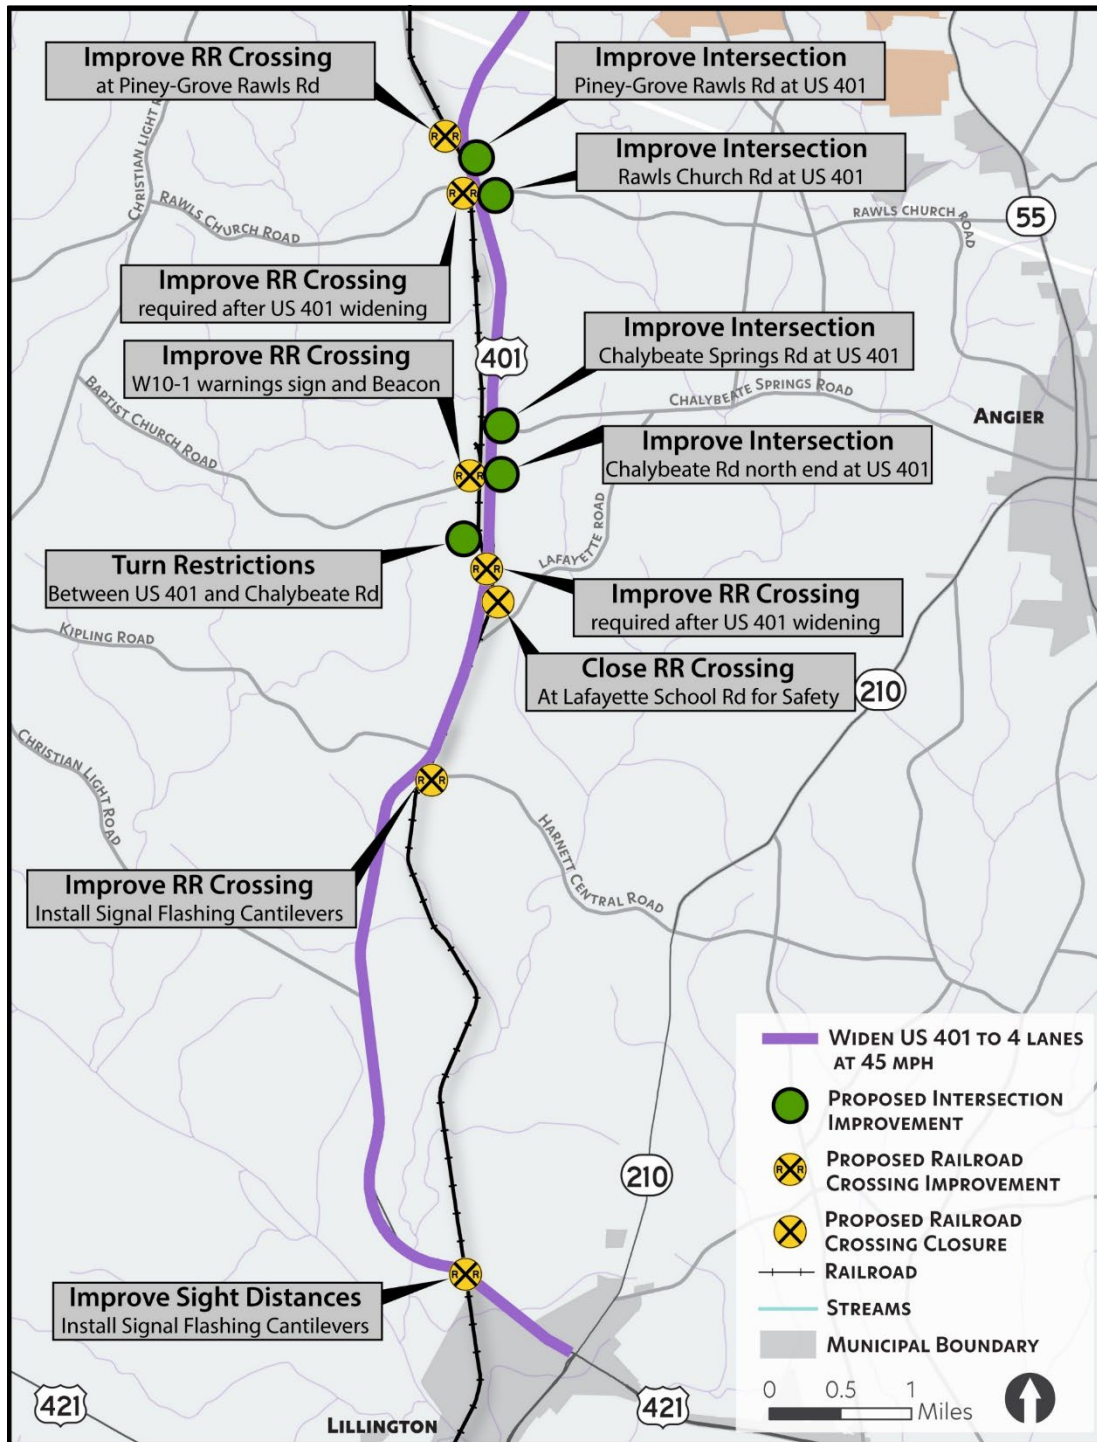 Improve RR Crossing
at Piney-Grove Rawls Rd
Improve Intersection
Piney-Grove Rawls Rd at US 401
Improve Intersection
Rawls Church Rd at US 401
CHRISTIAN LIGHT R
RAWLS CHURCH ROAD
RAWLS CHURCH
ROAD
55
Improve RR Crossing
required after US 401 widening
Improve RR Crossing
W10-1 warnings sign and Beacon
401
Improve Intersection
Chalybeate Springs Rd at US 401
CHALYBEATE SPRINGS ROAD
ANGIER
BAPTIST CHURCH ROAD
Improve Intersection
Chalybeate Rd north end at US 401
LAFAYETTE ROAD
Turn Restrictions
Between US 401 and Chalybeate Rd
Improve RR Crossing
required after US 401 widening
KIPLING ROAD
Close RR Crossing
At Lafayette School Rd for Safety
210
CHRISTIAN LIGHT ROAD
HARNETT CENTRAL ROAD
Improve RR Crossing
Install Signal Flashing Cantilevers
210
Improve Sight Distances
Install Signal Flashing Cantilevers
421
LILLINGTON
421
WIDEN US 401 TO 4 LANES
AT 45 MPH
PROPOSED INTERSECTION
IMPROVEMENT
R R
PROPOSED RAILROAD
CROSSING IMPROVEMENT
PROPOSED RAILROAD
CROSSING CLOSURE
RAILROAD
STREAMS
MUNICIPAL BOUNDARY
0 0.5 1
Miles